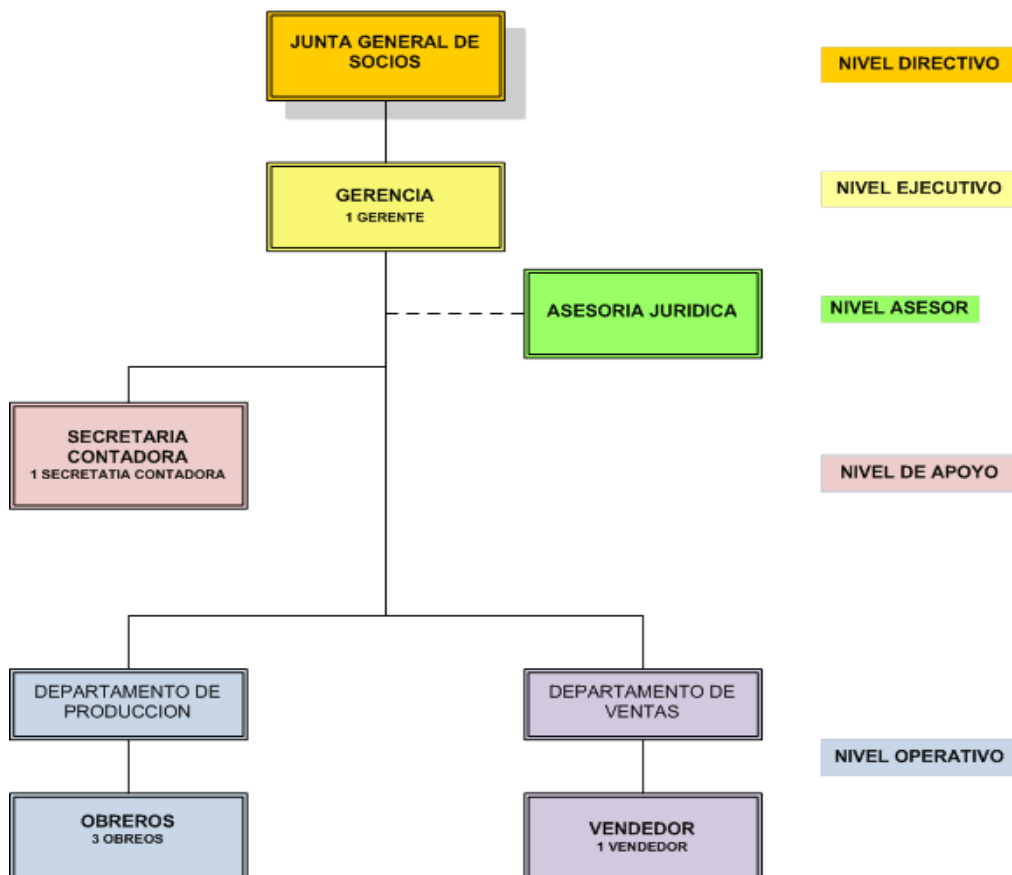 JUNTA GENERAL DE
SOCIOS
NIVEL DIRECTIVO
GERENCIA
1 GERENTE
NIVEL EJECUTIVO
ASESORIA JURIDICA
NIVEL ASESOR
SECRETARIA
CONTADORA
1 SECRETATIA CONTADORA
NIVEL DE APOYO
DEPARTAMENTO DE
PRODUCCION
DEPARTAMENTO DE
VENTAS
NIVEL OPERATIVO
OBREROS
3 OBREOS
VENDEDOR
1 VENDEDOR